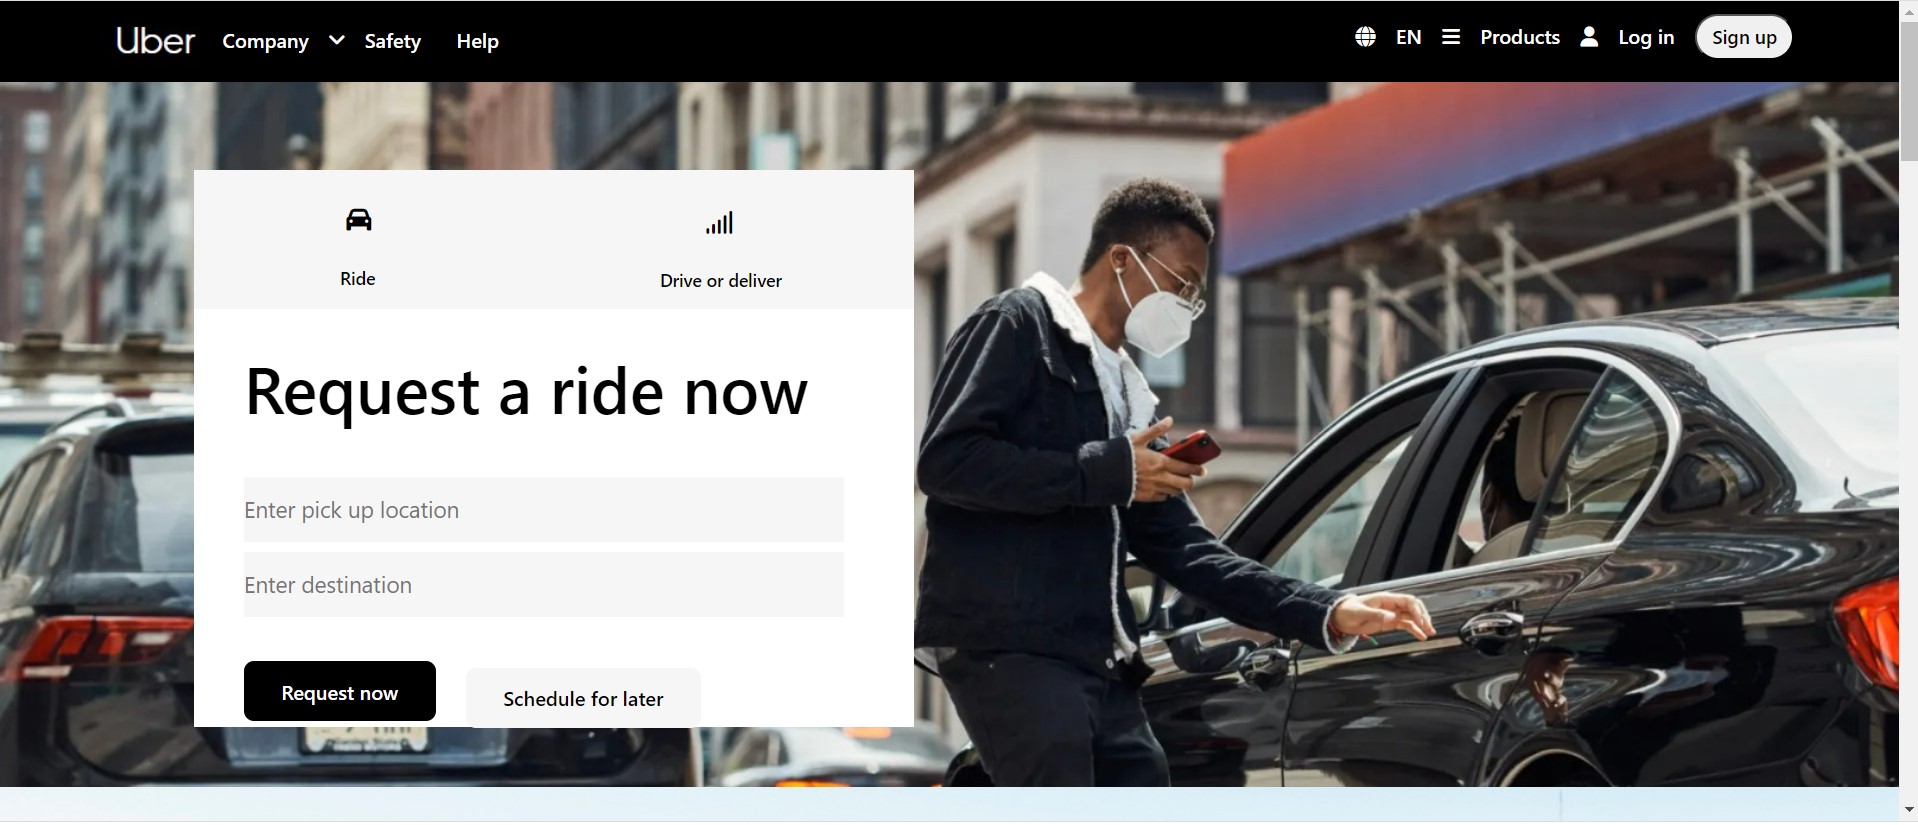 Uber Company Safety Help EN Products Log in Sign up
Ride
Drive or deliver
Request a ride now
Enter pick up location
Enter destination
Request now
Schedule for later